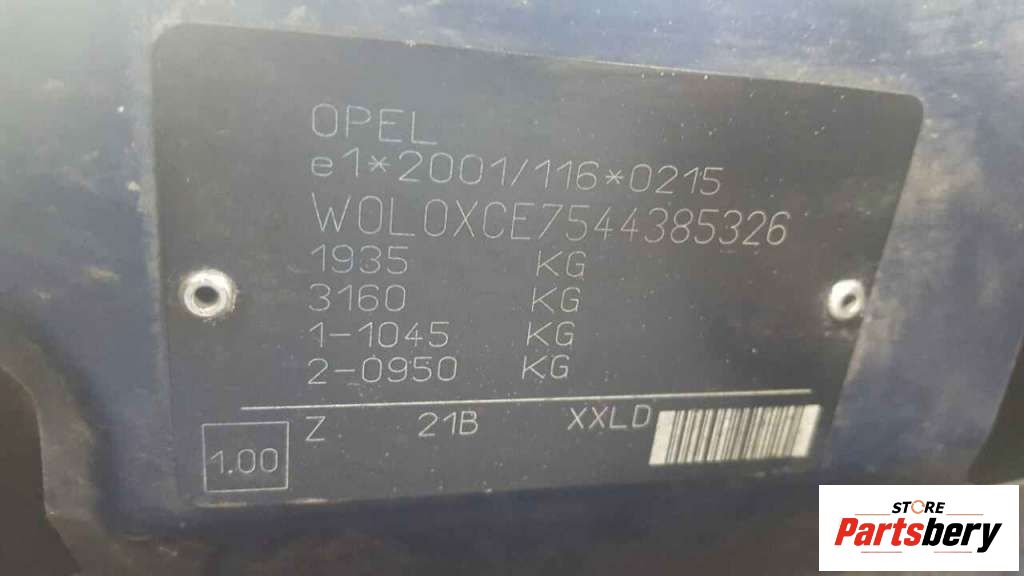 OPEL
e1*2001/116*0215
W0L0XCE7544385326
1935 KG
3160 KG
1-1045 KG
2-0950 KG
Z 21B XXLD
1.00
STORE
Partsbery